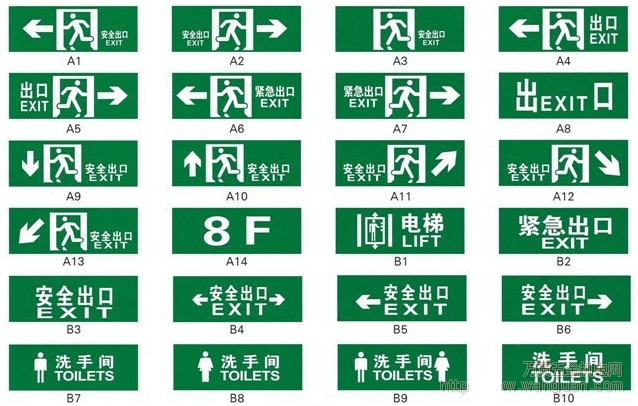 安全出口
EXIT
A1
安全出口
EXIT
A2
安全出口
EXIT
A3
出口
EXIT
A4
出口
EXIT
A5
紧急出口
EXIT
A6
紧急出口
EXIT
A7
出EXIT口
A8
安全出口
EXIT
A9
安全出口
EXIT
A10
安全出口
EXIT
A11
安全出口
EXIT
A12
安全出口
EXIT
A13
8 F
A14
电梯
LIFT
B1
紧急出口
EXIT
B2
安全出口
EXIT
B3
安全出口
EXIT
B4
安全出口
EXIT
B5
安全出口
EXIT
B6
洗手间
TOILETS
B7
洗手间
TOILETS
B8
洗手间
TOILETS
B9
洗手间
TOILETS
B10